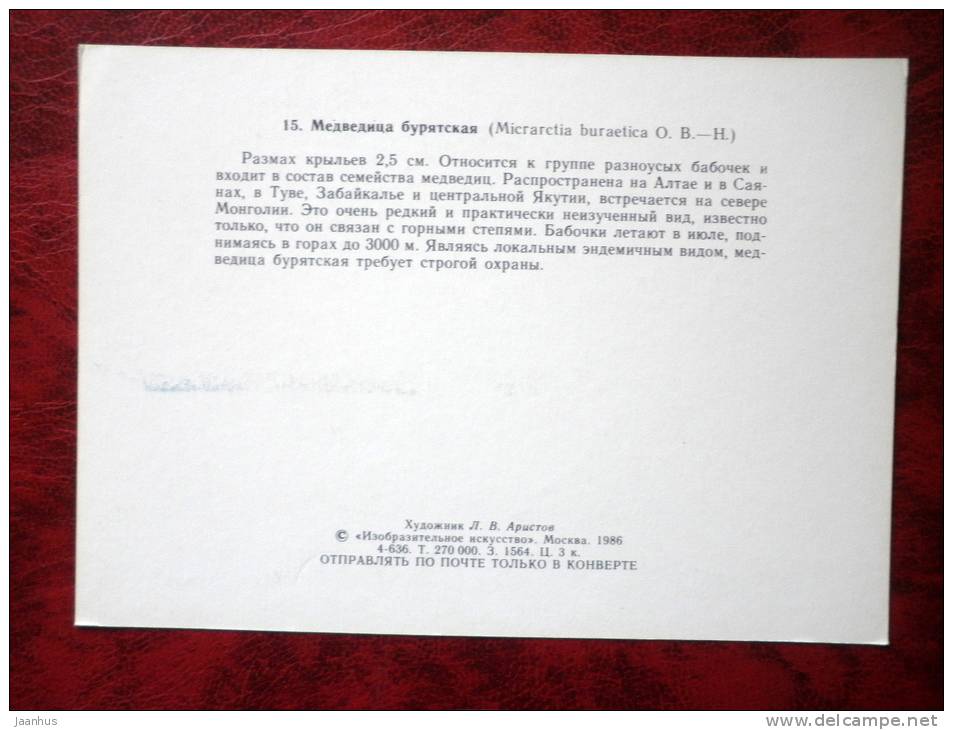 15. Медведица бурятская (Micrarctia buraetica O. B.—H.)
Размах крыльев 2,5 см. Относится к группе разноусых бабочек и
входит в состав семейства медведиц. Распространена на Алтае и в Сая-
нах, в Туве, Забайкалье и центральной Якутии, встречается на севере
Монголии. Это очень редкий и практически неизученный вид, известно
только, что он связан с горными степями. Бабочки летают в июле, под-
нимаясь в горах до 3000 м. Являясь локальным эндемичным видом, мед-
ведица бурятская требует строгой охраны.
Художник Л. В. Аристов
© «Изобразительное искусство». Москва. 1986
4-636. Т. 270 000. З. 1564. Ц. 3 к.
ОТПРАВЛЯТЬ ПО ПОЧТЕ ТОЛЬКО В КОНВЕРТЕ
Jaanhus
www.delcampe.net